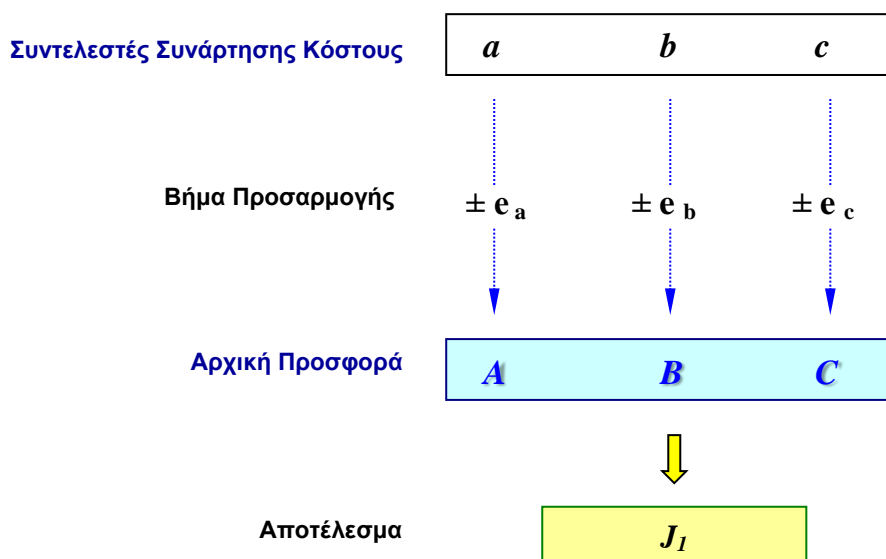 Συντελεστές Συνάρτησης Κόστους a b c
Βήμα Προσαρμογής ± e a ± e b ± e c
Αρχική Προσφορά A B C
Αποτέλεσμα J1